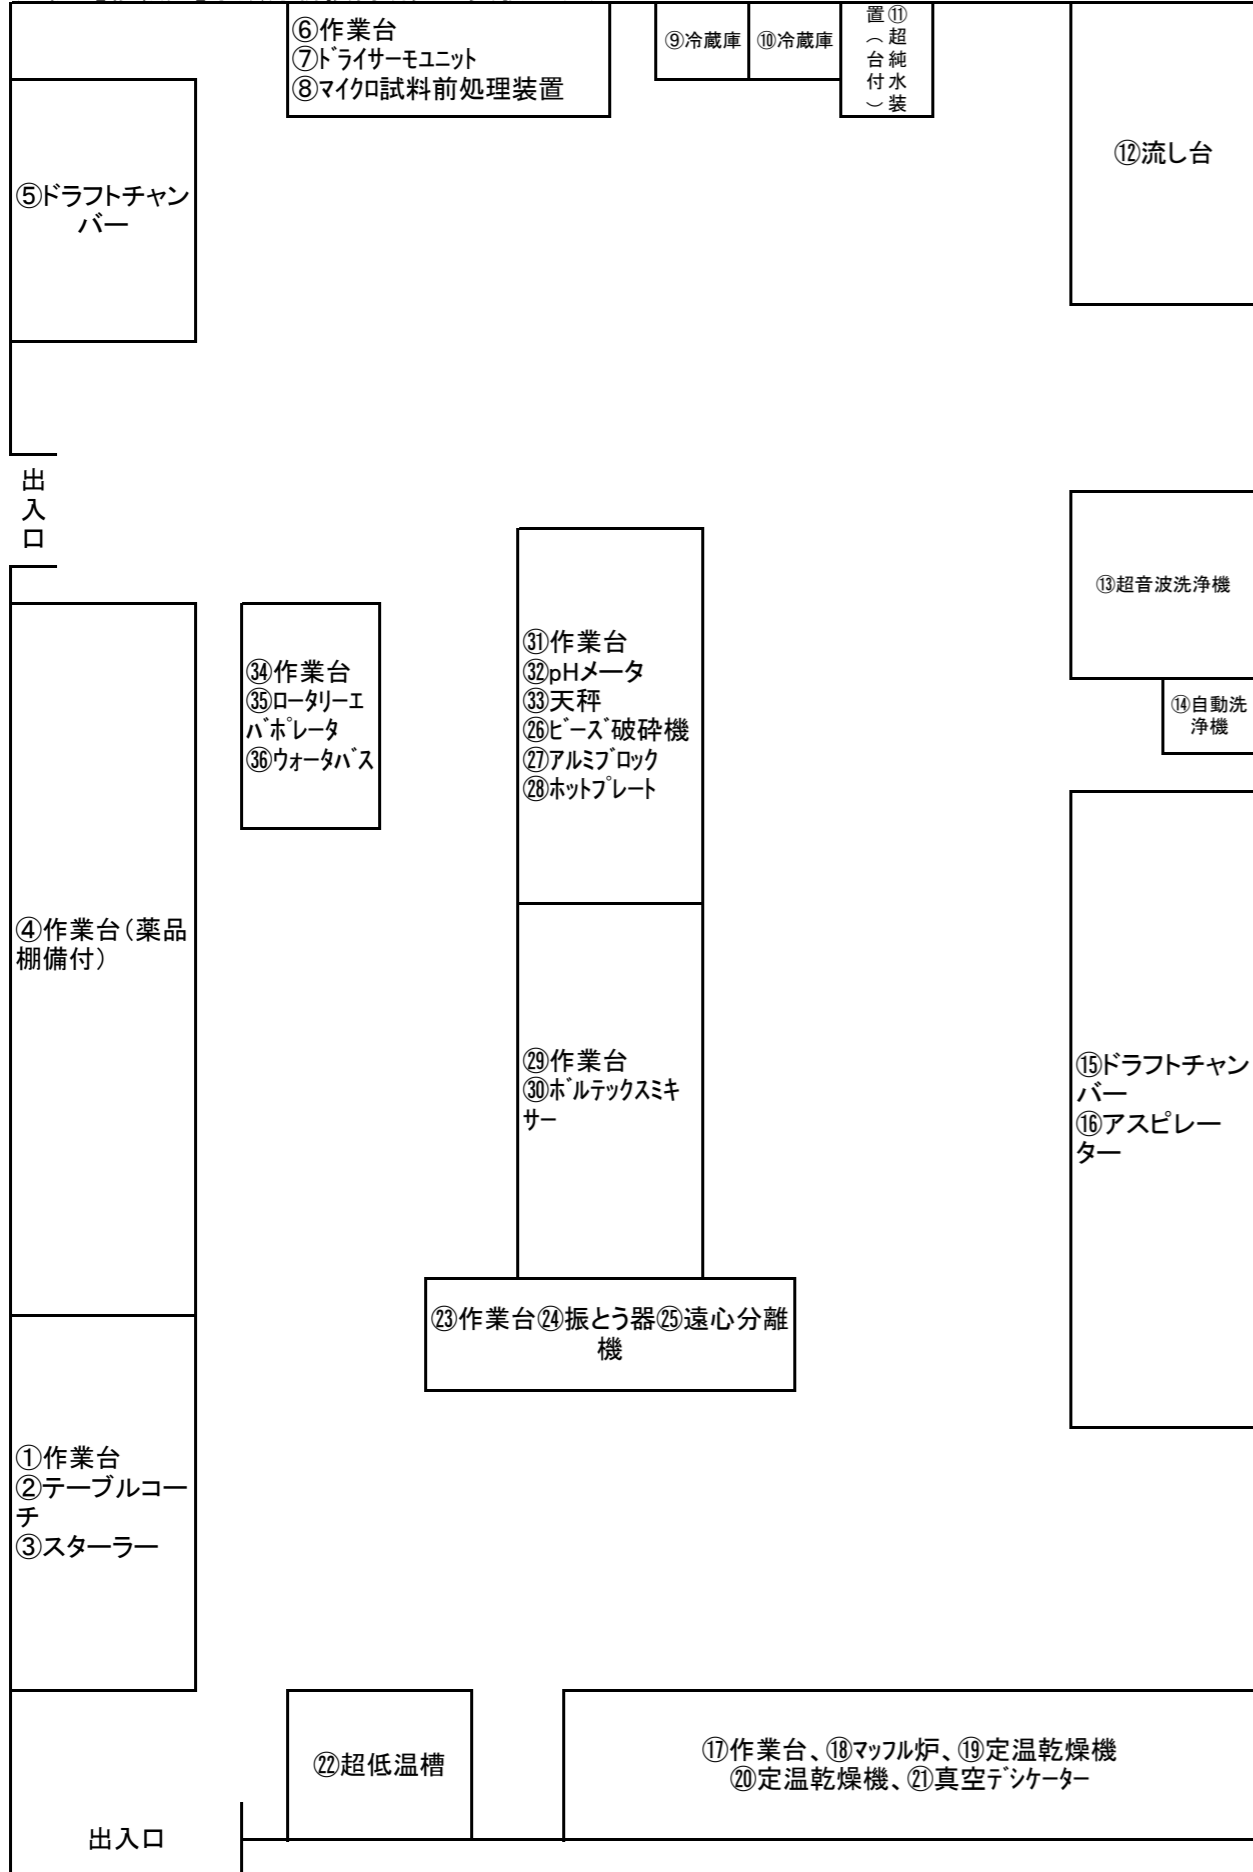 ⑥作業台
⑦ドライサーモユニット
⑧マイクロ試料前処理装置
⑨冷蔵庫
⑩冷蔵庫
⑪超純水装
置（台付）
⑫流し台
⑤ドラフトチャン
バー
出
入
口
⑬超音波洗浄機
⑭自動洗
浄機
㉞作業台
㉟ロータリーエ
バポレータ
㊱ウォータバス
㉛作業台
㉜pHメータ
㉝天秤
㉖ビーズ破砕機
㉗アルミブロック
㉘ホットプレート
④作業台（薬品
棚備付）
㉙作業台
㉚ボルテックスミキ
サー
⑮ドラフトチャン
バー
⑯アスピレー
ター
㉓作業台㉔振とう器㉕遠心分離
機
①作業台
②テーブルコー
チ
③スターラー
㉒超低温槽
⑰作業台、⑱マッフル炉、⑲定温乾燥機
⑳定温乾燥機、㉑真空デシケーター
出入口